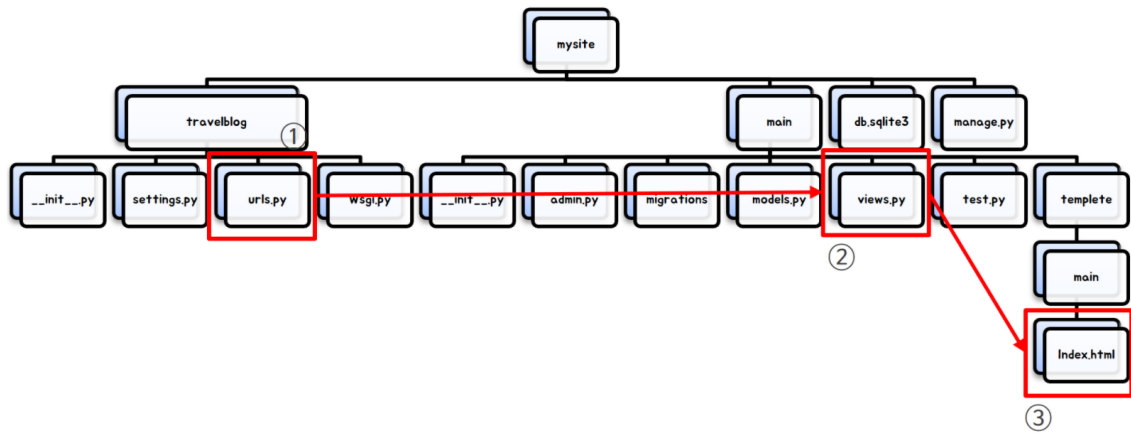 mysite
travelblog
main
db.sqlite3
manage.py
①
__init__.py
settings.py
urls.py
wsgi.py
__init__.py
admin.py
migrations
models.py
views.py
test.py
templete
②
main
Index.html
③